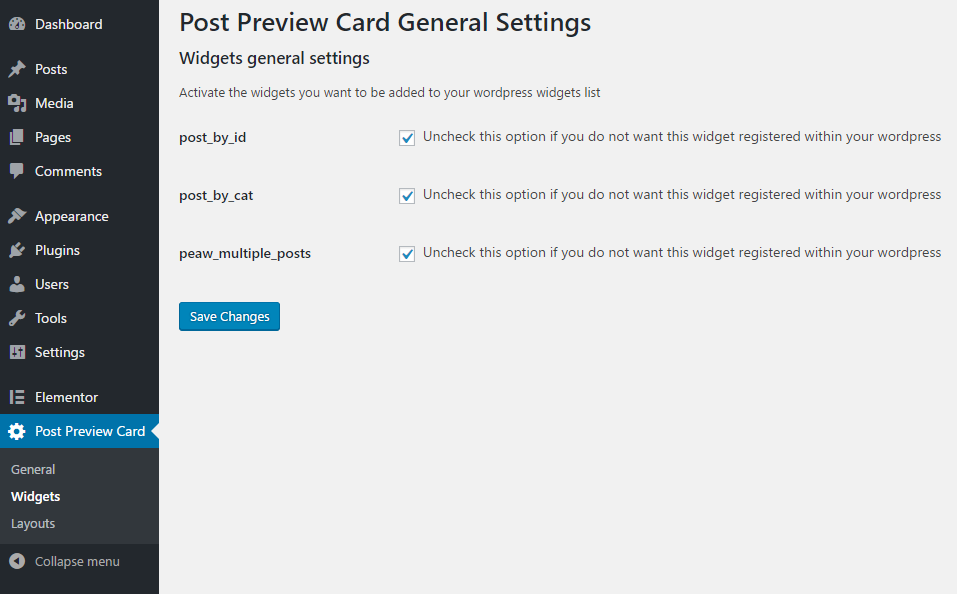 Dashboard
Posts
Media
Pages
Comments
Appearance
Plugins
Users
Tools
Settings
Elementor
Post Preview Card
General
Widgets
Layouts
Collapse menu
Post Preview Card General Settings
Widgets general settings
Activate the widgets you want to be added to your wordpress widgets list
post_by_id Uncheck this option if you do not want this widget registered within your wordpress
post_by_cat Uncheck this option if you do not want this widget registered within your wordpress
peaw_multiple_posts Uncheck this option if you do not want this widget registered within your wordpress
Save Changes